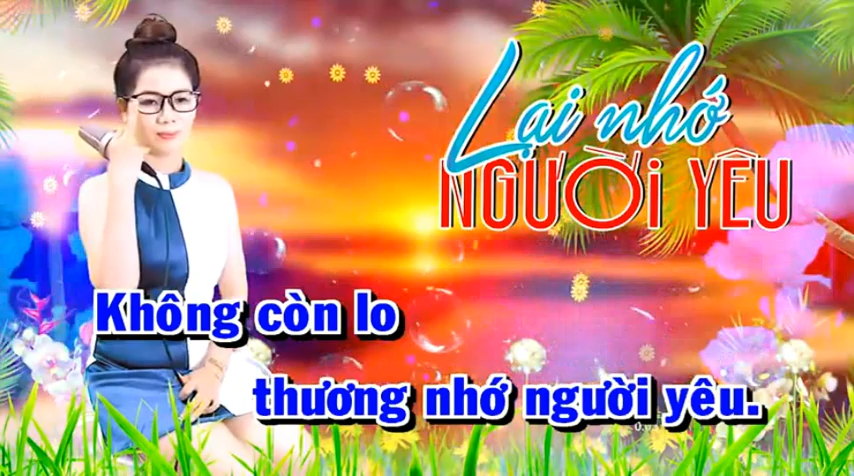 Lại nhớ
NGƯỜi YÊU
Không còn lo
thương nhớ người yêu.